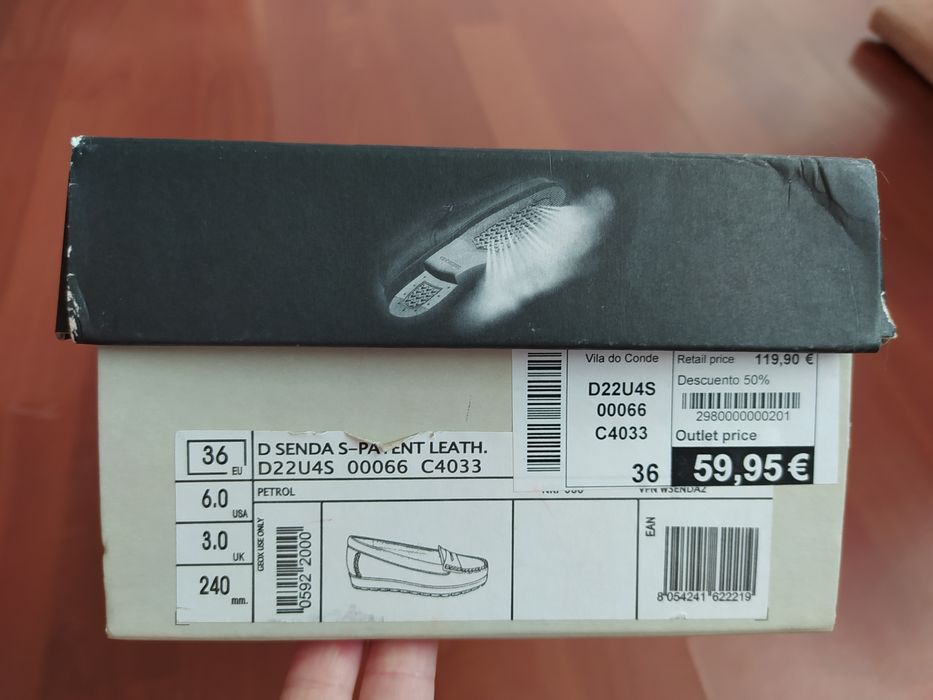 Vila do Conde
D22U4S
00066
C4033
36
Retail price 119,90 €
Descuento 50%
2980000000201
Outlet price
59,95€
36 EU
6.0 USA
3.0 UK
240 mm.
D SENDA S-PATENT LEATH.
D22U4S 00066 C4033
PETROL
GEOX USE ONLY
0592 2000
EAN
8 054241 622219